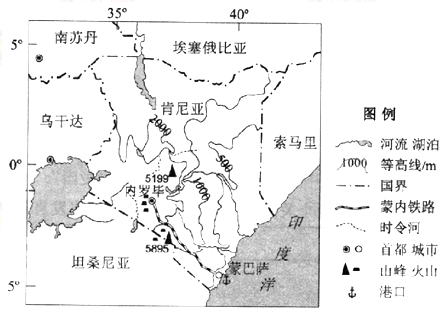 35°
40°
5°
南苏丹
埃塞俄比亚
乌干达
肯尼亚
1000
索马里
500
0°
5199
内罗毕
1000
5895
坦桑尼亚
蒙巴萨
印
度
洋
5°
图 例
河流 湖泊
1000 等高线/m
国界
蒙内铁路
时令河
首都 城市
山峰 火山
港口